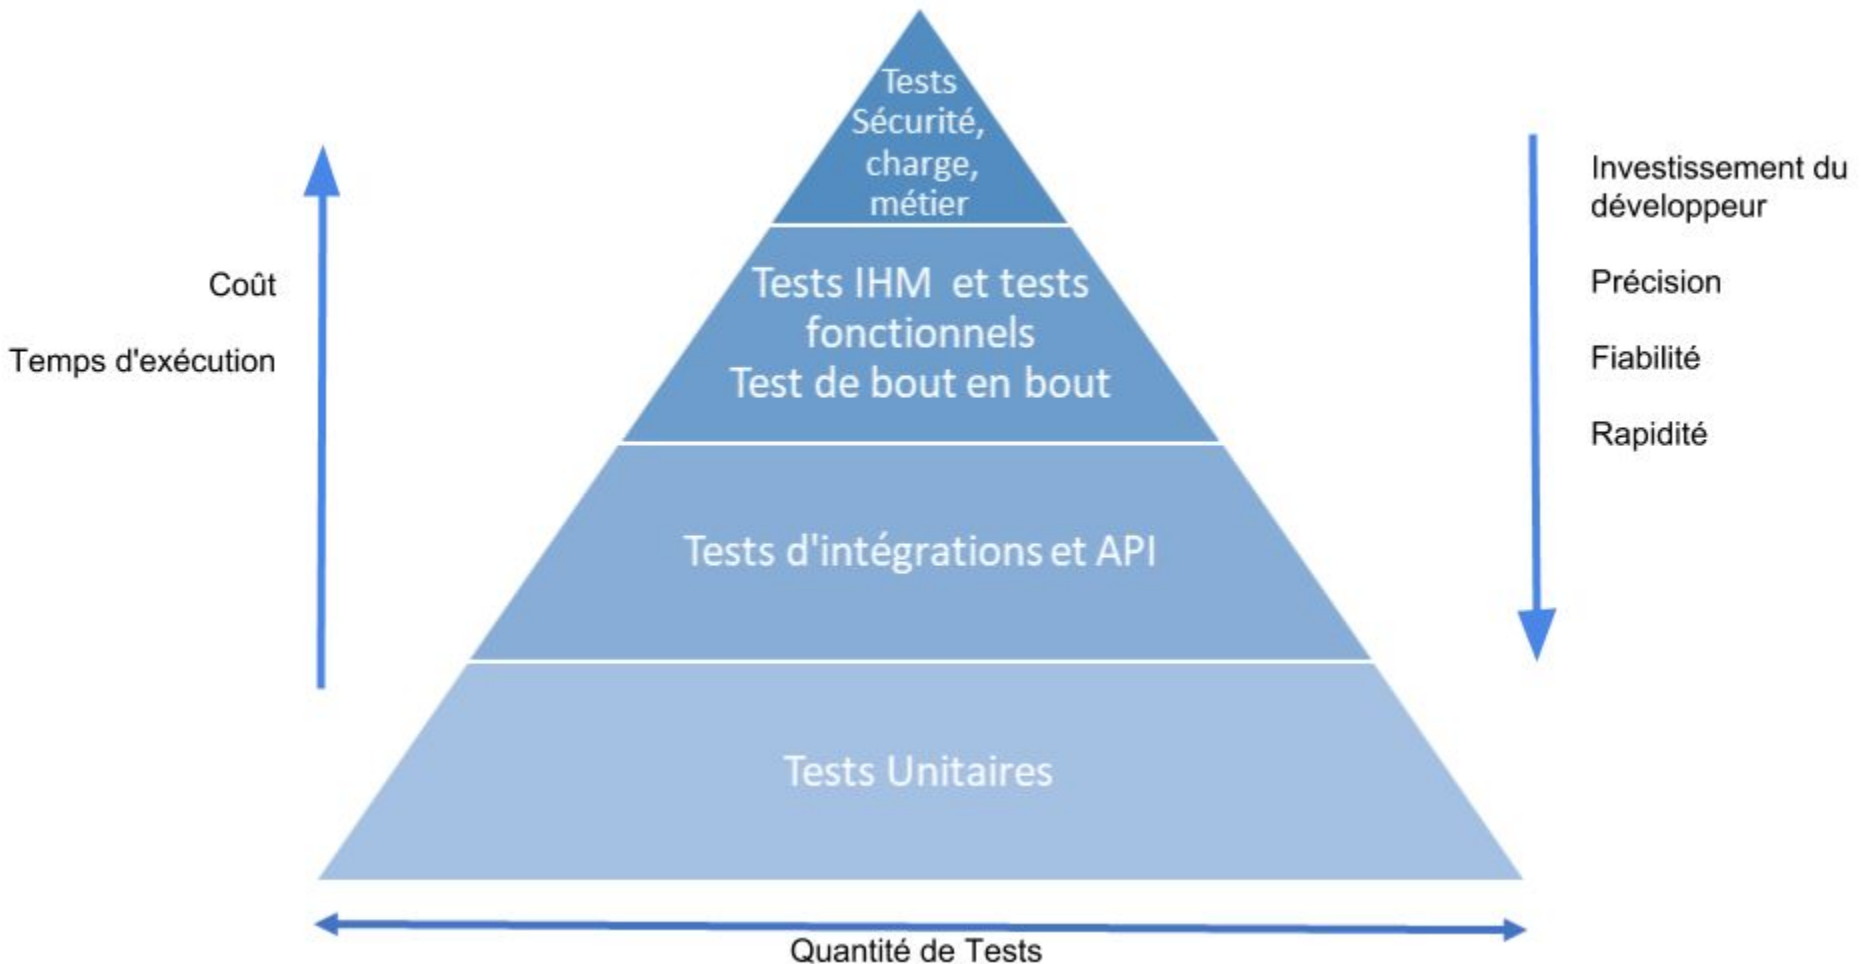 Tests
Sécurité,
charge,
métier
Tests IHM et tests
fonctionnels
Test de bout en bout
Tests d'intégrations et API
Tests Unitaires
Coût
Temps d'exécution
Investissement du
développeur
Précision
Fiabilité
Rapidité
Quantité de Tests